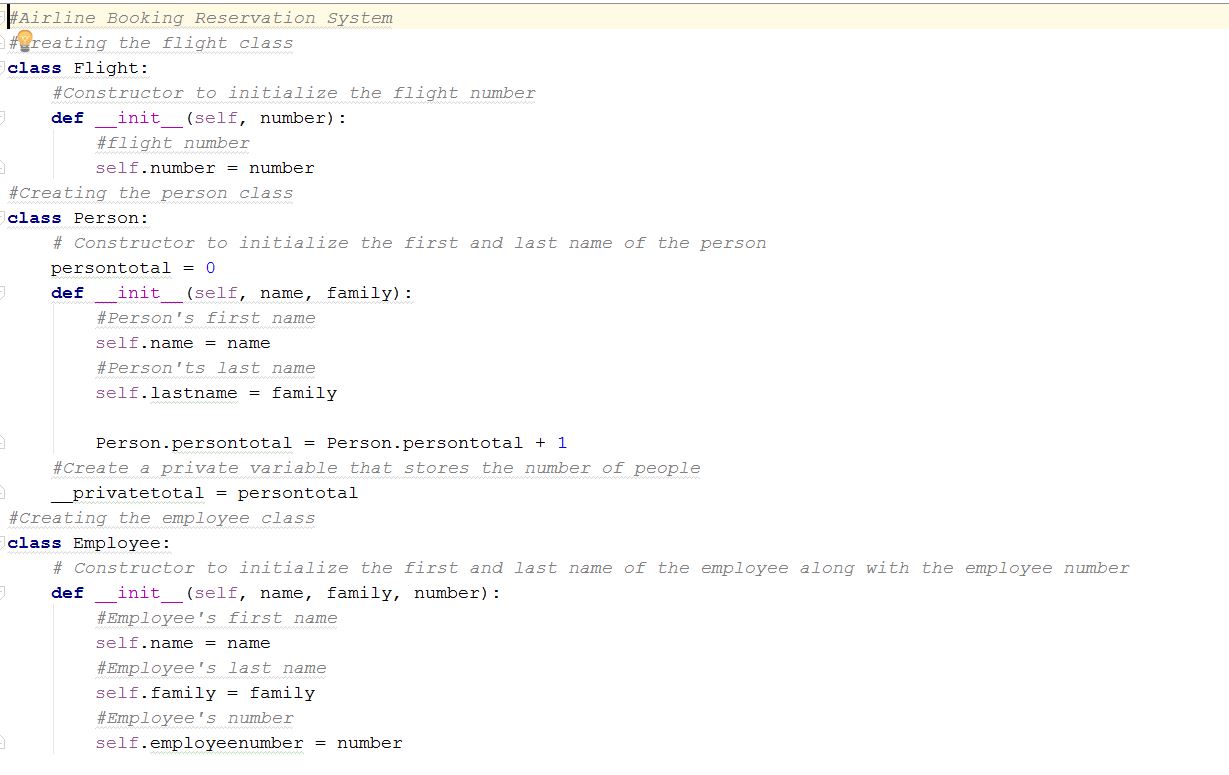 #Airline Booking Reservation System
#Creating the flight class
class Flight:
    #Constructor to initialize the flight number
    def __init__(self, number):
        #flight number
        self.number = number
#Creating the person class
class Person:
    # Constructor to initialize the first and last name of the person
    persontotal = 0
    def __init__(self, name, family):
        #Person's first name
        self.name = name
        #Person'ts last name
        self.lastname = family

        Person.persontotal = Person.persontotal + 1
    #Create a private variable that stores the number of people
    __privatetotal = persontotal
#Creating the employee class
class Employee:
    # Constructor to initialize the first and last name of the employee along with the employee number
    def __init__(self, name, family, number):
        #Employee's first name
        self.name = name
        #Employee's last name
        self.family = family
        #Employee's number
        self.employeenumber = number